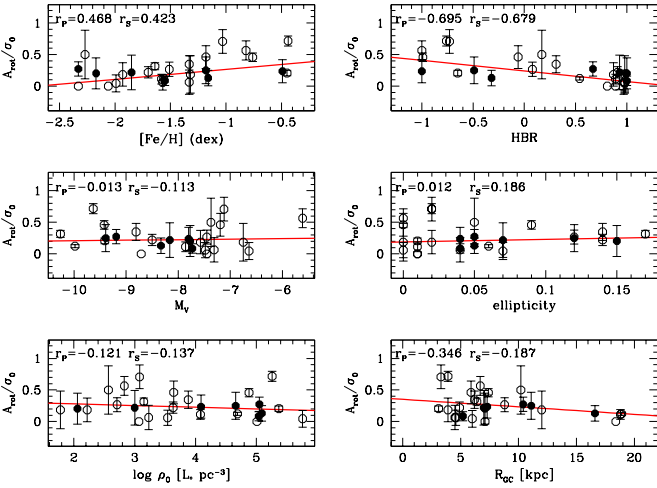 r_P=0.468 r_S=0.423
A_rot/σ_0
1
0.5
0
−2.5 −2 −1.5 −1 −0.5
[Fe/H] (dex)
r_P=−0.695 r_S=−0.679
A_rot/σ_0
1
0.5
0
−1 −0.5 0 0.5 1
HBR
r_P=−0.013 r_S=−0.113
A_rot/σ_0
1
0.5
0
−10 −9 −8 −7 −6
M_V
r_P=0.012 r_S=0.186
A_rot/σ_0
1
0.5
0
0 0.05 0.1 0.15
ellipticity
r_P=−0.121 r_S=−0.137
A_rot/σ_0
1
0.5
0
2 3 4 5
log ρ_0 [L⋆ pc⁻³]
r_P=−0.346 r_S=−0.187
A_rot/σ_0
1
0.5
0
0 5 10 15 20
R_GC [kpc]